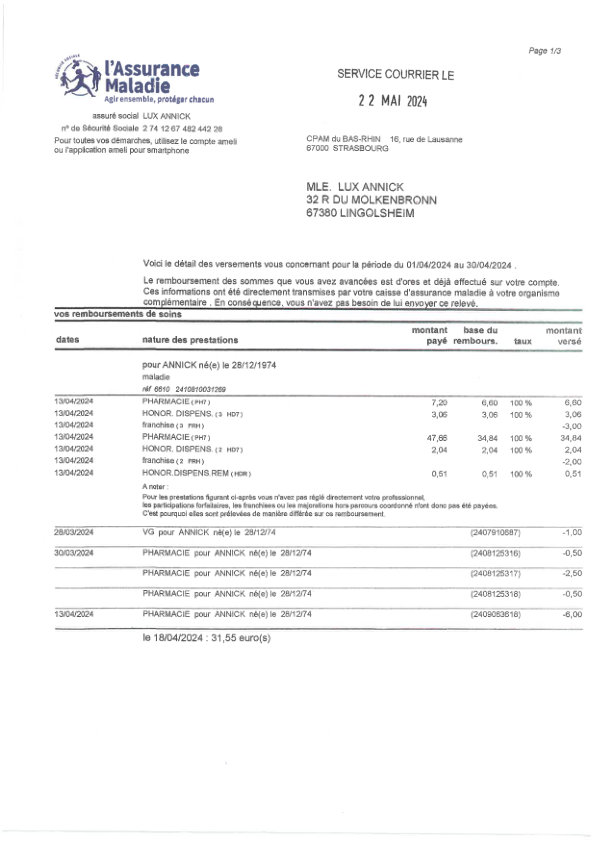 Page 1/3
l'Assurance
Maladie
Agir ensemble, protéger chacun
SERVICE COURRIER LE
22 MAI 2024
assuré social LUX ANNICK
n° de Sécurité Sociale 2 74 12 67 482 442 28
Pour toutes vos démarches, utilisez le compte ameli
ou l'application ameli pour smartphone
CPAM du BAS-RHIN 16, rue de Lausanne
67000 STRASBOURG
MLE. LUX ANNICK
32 R DU MOLKENBRONN
67380 LINGOLSHEIM
Voici le détail des versements vous concernant pour la période du 01/04/2024 au 30/04/2024 .
Le remboursement des sommes que vous avez avancées est d'ores et déjà effectué sur votre compte.
Ces informations ont été directement transmises par votre caisse d'assurance maladie à votre organisme
complémentaire . En conséquence, vous n'avez pas besoin de lui envoyer ce relevé.
vos remboursements de soins
dates nature des prestations montant payé base du rembours. taux montant versé
pour ANNICK né(e) le 28/12/1974
maladie
réf 6610 2410810031269
13/04/2024 PHARMACIE (PH7) 7,20 6,60 100 % 6,60
13/04/2024 HONOR. DISPENS. (3 HD7) 3,06 3,06 100 % 3,06
13/04/2024 franchise (3 FRH) -3,00
13/04/2024 PHARMACIE (PH7) 47,66 34,84 100 % 34,84
13/04/2024 HONOR. DISPENS. (2 HD7) 2,04 2,04 100 % 2,04
13/04/2024 franchise (2 FRH) -2,00
13/04/2024 HONOR.DISPENS.REM (HDR) 0,51 0,51 100 % 0,51
A noter :
Pour les prestations figurant ci-après vous n'avez pas réglé directement votre professionnel,
les participations forfaitaires, les franchises ou les majorations hors parcours coordonné n'ont donc pas été payées.
C'est pourquoi elles sont prélevées de manière différée sur ce remboursement.
28/03/2024 VG pour ANNICK né(e) le 28/12/74 (2407910687) -1,00
30/03/2024 PHARMACIE pour ANNICK né(e) le 28/12/74 (2408125316) -0,50
PHARMACIE pour ANNICK né(e) le 28/12/74 (2408125317) -2,50
PHARMACIE pour ANNICK né(e) le 28/12/74 (2408125318) -0,50
13/04/2024 PHARMACIE pour ANNICK né(e) le 28/12/74 (2409063618) -6,00
le 18/04/2024 : 31,55 euro(s)